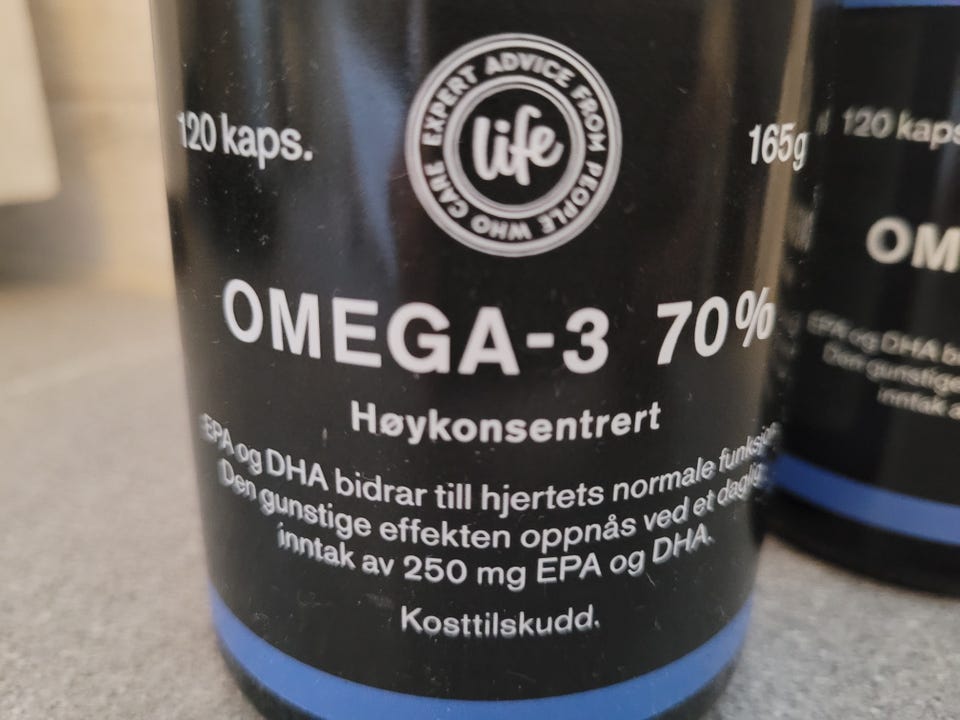 EXPERT ADVICE FROM PEOPLE WHO CARE
life
120 kaps.
165g
OMEGA-3 70%
Høykonsentrert
EPA og DHA bidrar till hjertets normale funksjon
Den gunstige effekten oppnås ved et daglig
inntak av 250 mg EPA og DHA.
Kosttilskudd.
120 kaps
OM
EPA og DHA b
Den gunstige
inntak a